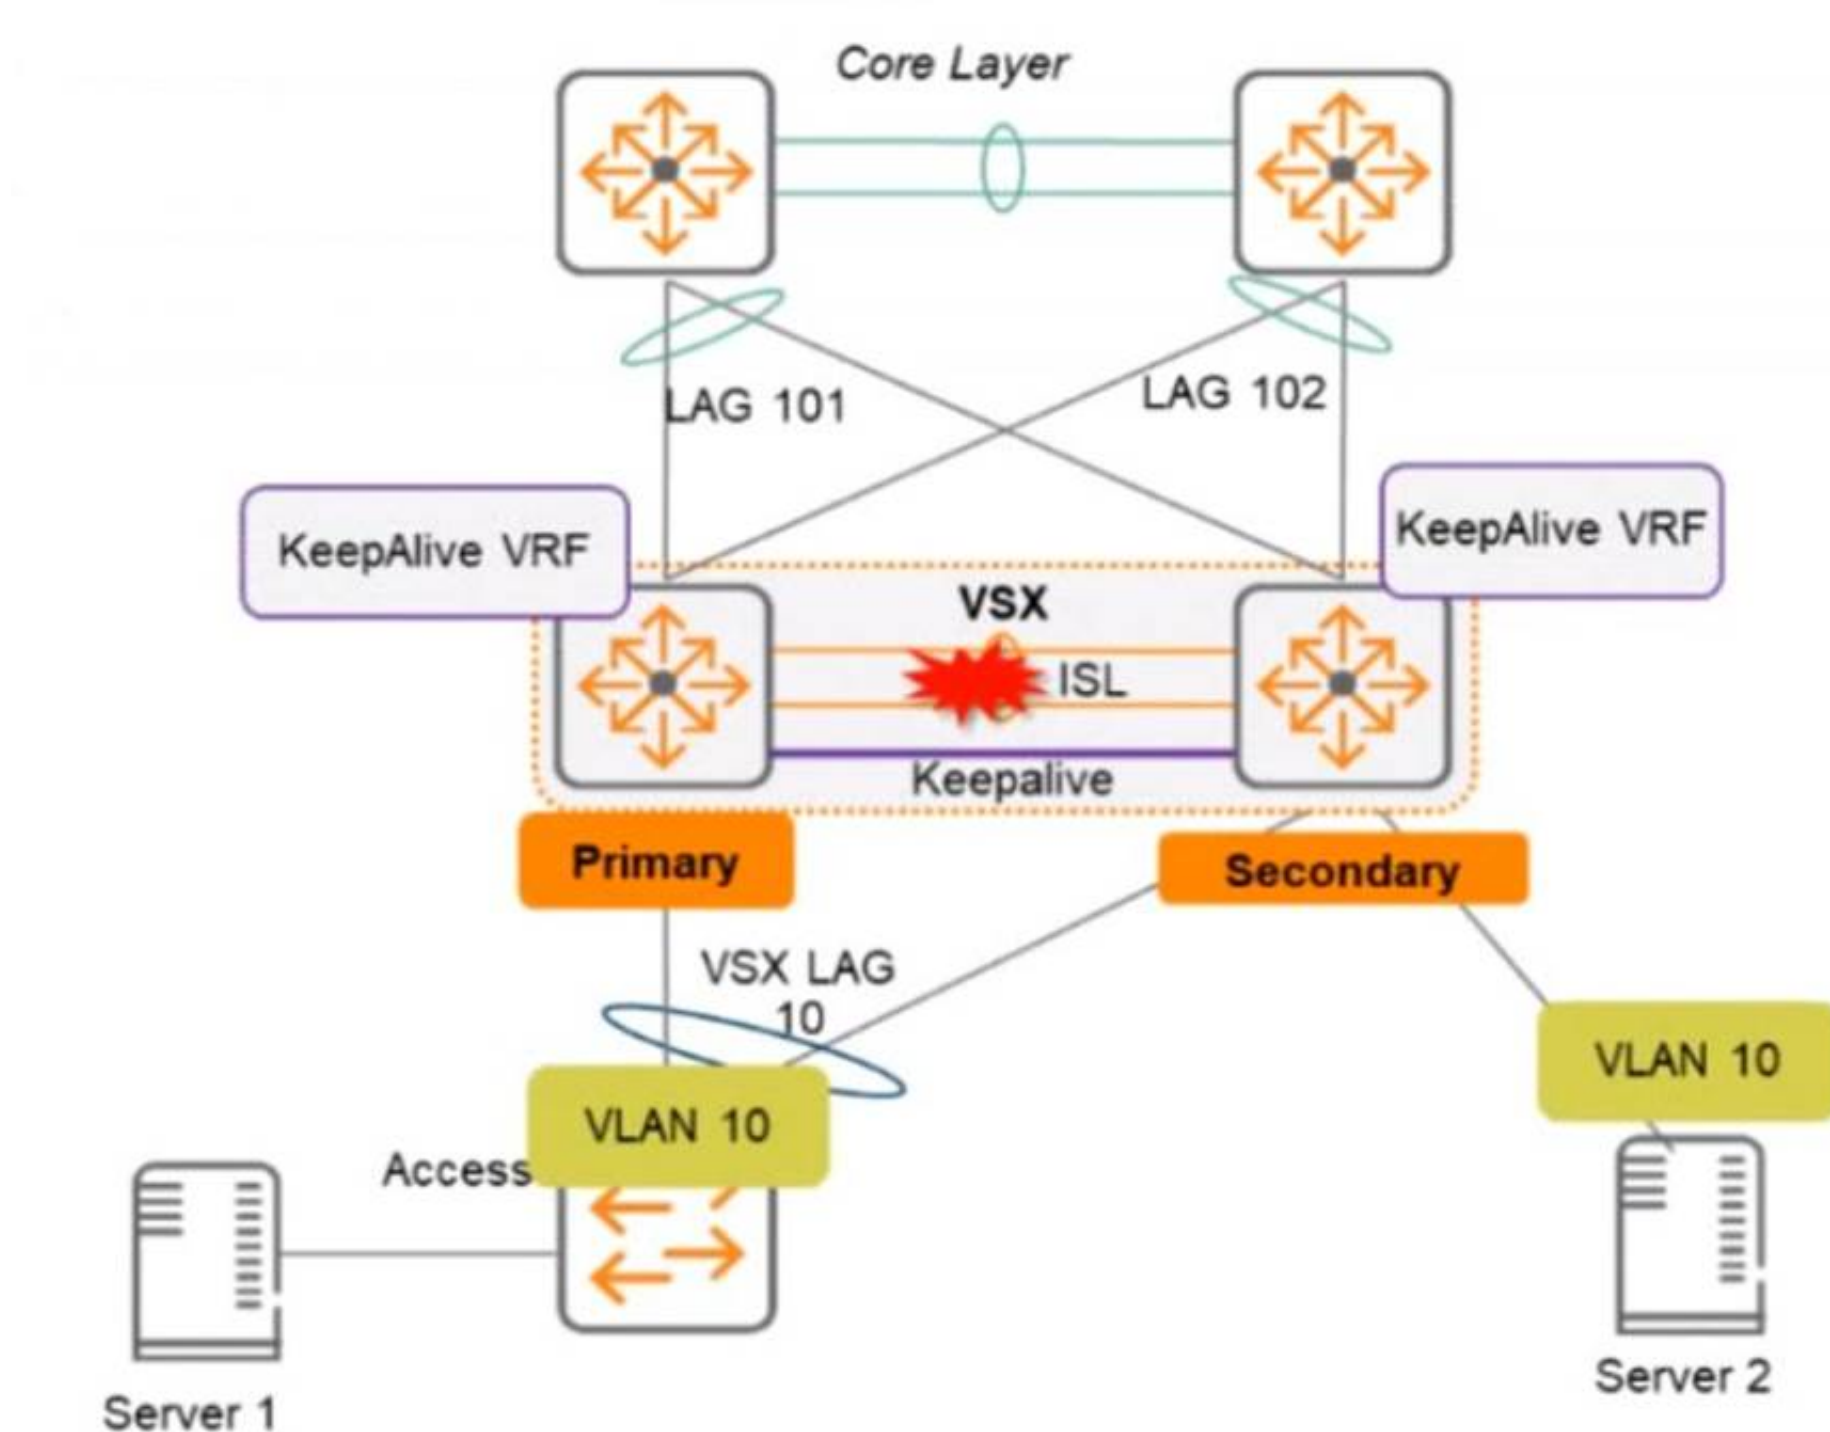 Core Layer
LAG 101
LAG 102
KeepAlive VRF
KeepAlive VRF
VSX
ISL
Keepalive
Primary
Secondary
VSX LAG
10
VLAN 10
VLAN 10
Access
Server 1
Server 2